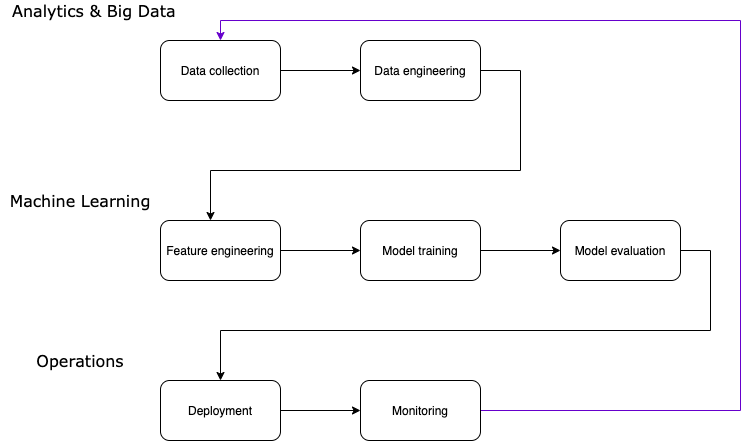 Analytics & Big Data
Data collection
Data engineering
Machine Learning
Feature engineering
Model training
Model evaluation
Operations
Deployment
Monitoring